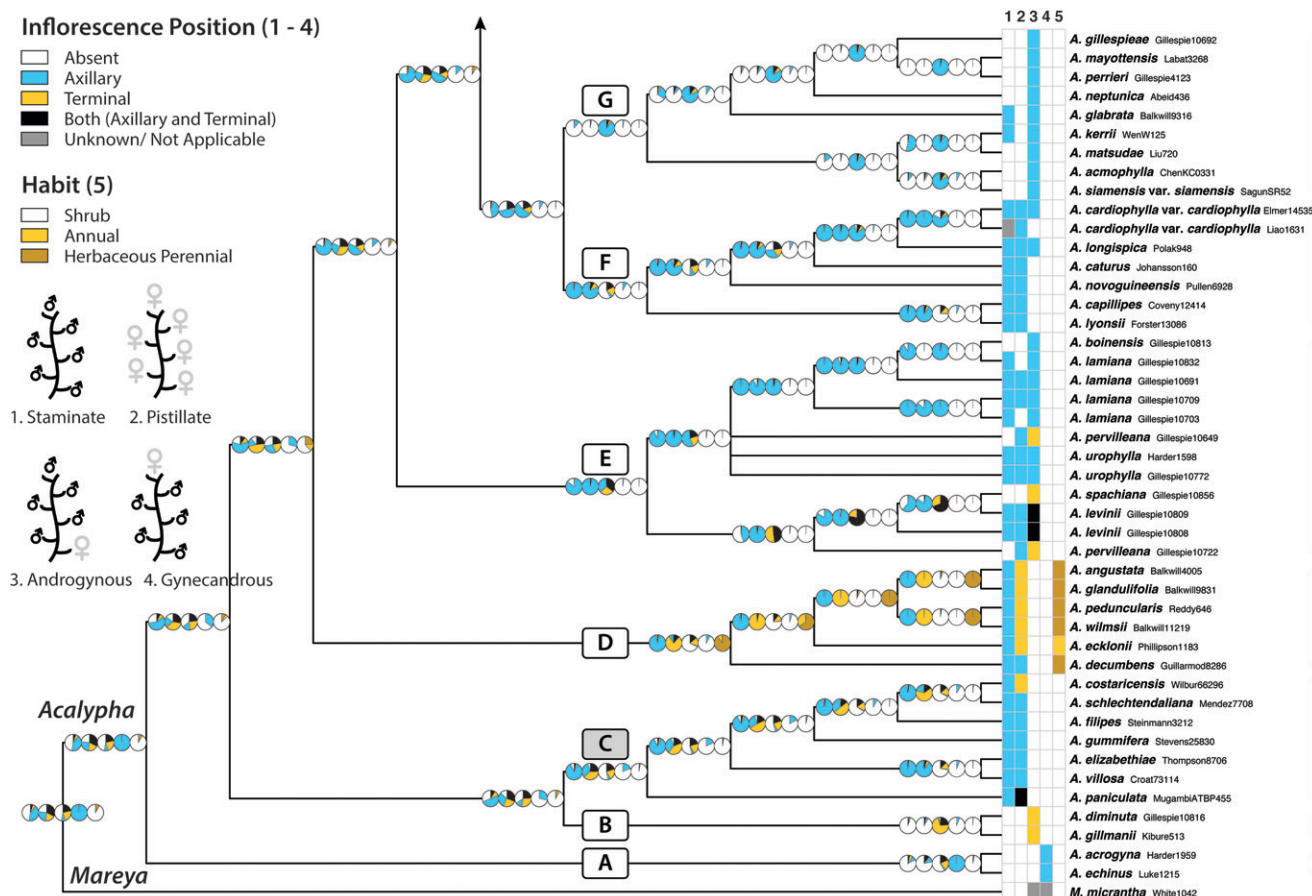 Inflorescence Position (1 - 4)
Absent
Axillary
Terminal
Both (Axillary and Terminal)
Unknown/ Not Applicable
Habit (5)
Shrub
Annual
Herbaceous Perennial
1. Staminate
2. Pistillate
3. Androgynous
4. Gynecandrous
Acalypha
Mareya
G
F
E
D
C
B
A
1 2 3 4 5
A. gillespieae Gillespie10692
A. mayottensis Labat3268
A. perrieri Gillespie4123
A. neptunica Abeid436
A. glabrata Balkwill9316
A. kerrii WenW125
A. matsudae Liu720
A. acmophylla ChenKC0331
A. siamensis var. siamensis SagunSR52
A. cardiophylla var. cardiophylla Elmer14535
A. cardiophylla var. cardiophylla Liao1631
A. longispica Polak948
A. caturus Johansson160
A. novoguineensis Pullen6928
A. capillipes Coveny12414
A. lyonsii Forster13086
A. boinensis Gillespie10813
A. lamiana Gillespie10832
A. lamiana Gillespie10691
A. lamiana Gillespie10709
A. lamiana Gillespie10703
A. pervilleana Gillespie10649
A. urophylla Harder1598
A. urophylla Gillespie10772
A. spachiana Gillespie10856
A. levinii Gillespie10809
A. levinii Gillespie10808
A. pervilleana Gillespie10722
A. angustata Balkwill4005
A. glandulifolia Balkwill9831
A. peduncularis Reddy646
A. wilmsii Balkwill11219
A. ecklonii Phillipson1183
A. decumbens Guillarmod8286
A. costaricensis Wilbur66296
A. schlechtendaliana Mendez7708
A. filipes Steinmann3212
A. gummifera Stevens25830
A. elizabethiae Thompson8706
A. villosa Croat73114
A. paniculata MugambiATBP455
A. diminuta Gillespie10816
A. gillmanii Kibure513
A. acrogyna Harder1959
A. echinus Luke1215
M. micrantha White1042